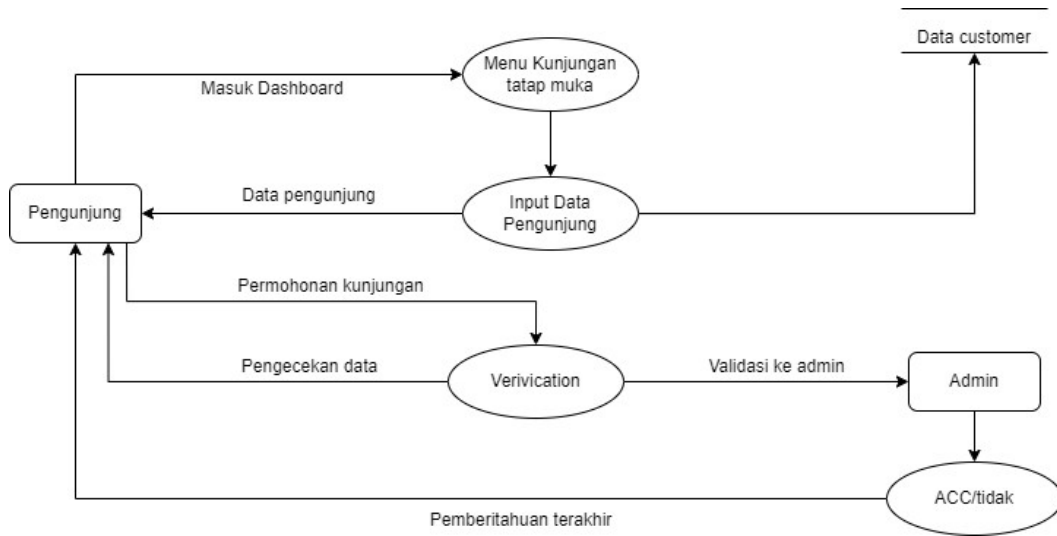 Data customer
Menu Kunjungan
tatap muka
Masuk Dashboard
Data pengunjung
Input Data
Pengunjung
Pengunjung
Permohonan kunjungan
Pengecekan data
Verivication
Validasi ke admin
Admin
ACC/tidak
Pemberitahuan terakhir